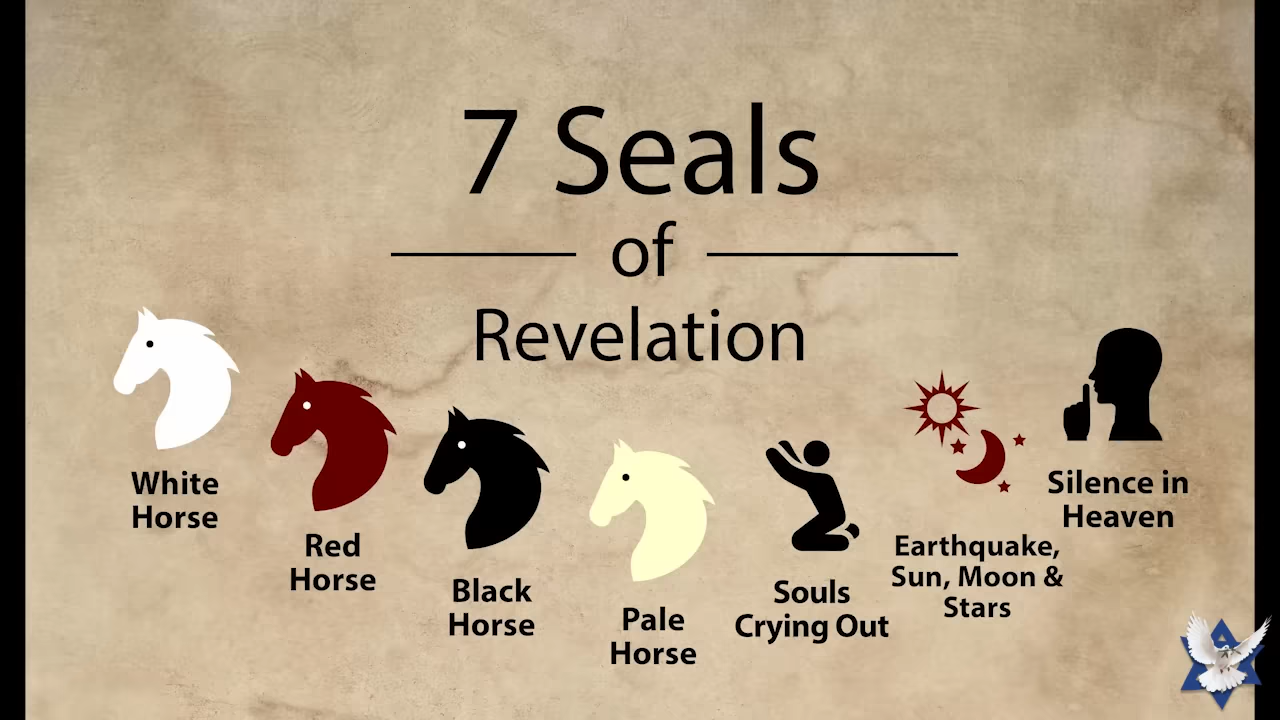 7 Seals
of
Revelation
White
Horse
Red
Horse
Black
Horse
Pale
Horse
Souls
Crying Out
Earthquake,
Sun, Moon &
Stars
Silence in
Heaven